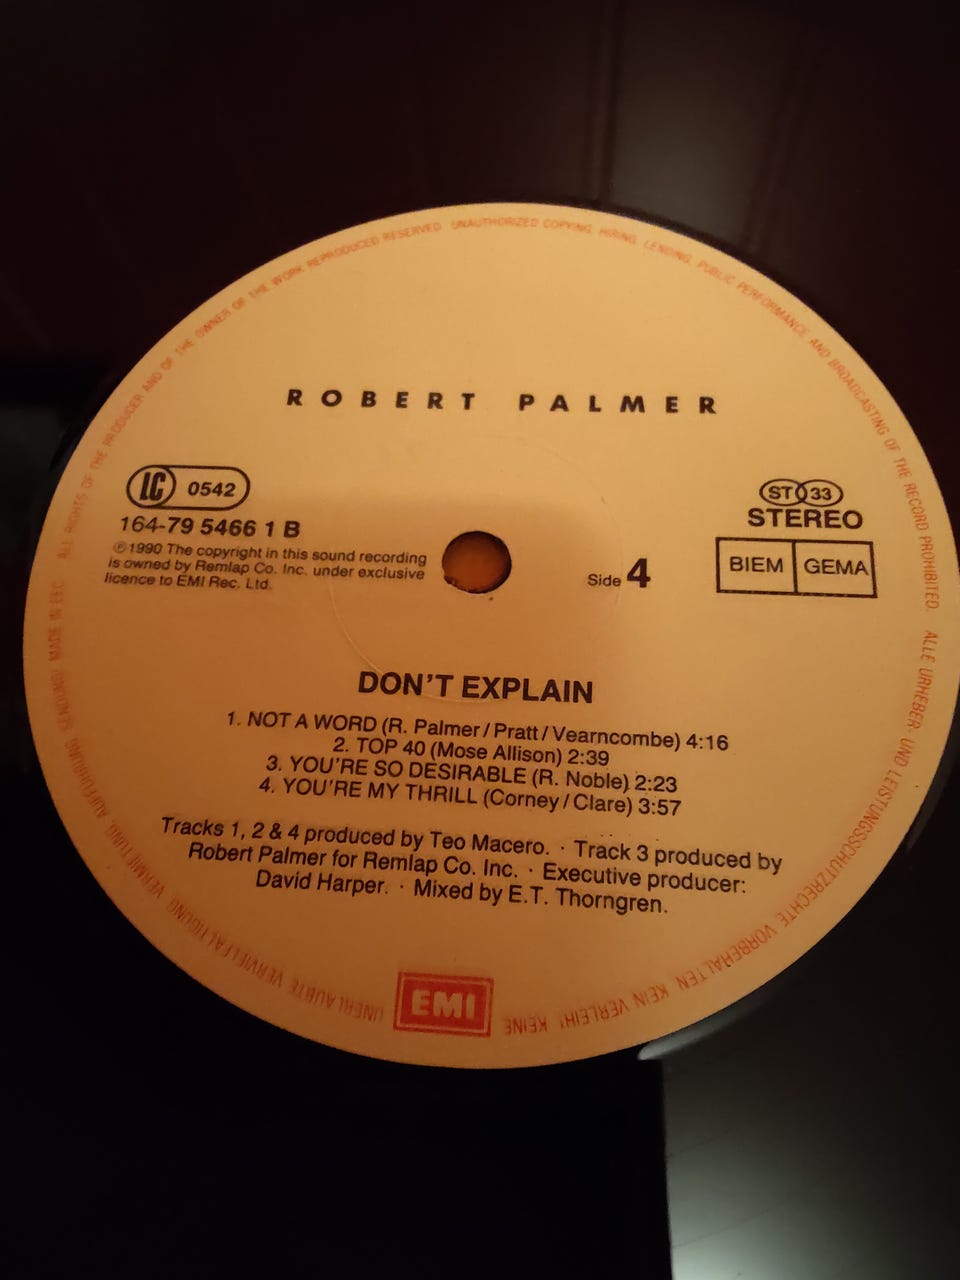 ALL RIGHTS OF THE PRODUCER AND OF THE OWNER OF THE WORK REPRODUCED RESERVED. UNAUTHORIZED COPYING, HIRING, LENDING, PUBLIC PERFORMANCE AND BROADCASTING OF THE RECORD PROHIBITED.
ALLE URHEBER- UND LEISTUNGSSCHUTZRECHTE VORBEHALTEN KEIN VERLEIH! KEINE UNERLAUBTE VERVIELFÄLTIGUNG, VERMIETUNG, AUFFÜHRUNG, SENDUNG! MADE IN EEC.
ROBERT PALMER
LC 0542
164-79 5466 1 B
℗1990 The copyright in this sound recording
is owned by Remlap Co. Inc. under exclusive
licence to EMI Rec. Ltd.
Side 4
ST 33
STEREO
BIEM GEMA
DON'T EXPLAIN
1. NOT A WORD (R. Palmer/Pratt/Vearncombe) 4:16
2. TOP 40 (Mose Allison) 2:39
3. YOU'RE SO DESIRABLE (R. Noble) 2:23
4. YOU'RE MY THRILL (Corney/Clare) 3:57
Tracks 1, 2 & 4 produced by Teo Macero. · Track 3 produced by
Robert Palmer for Remlap Co. Inc. · Executive producer:
David Harper. · Mixed by E.T. Thorngren.
EMI